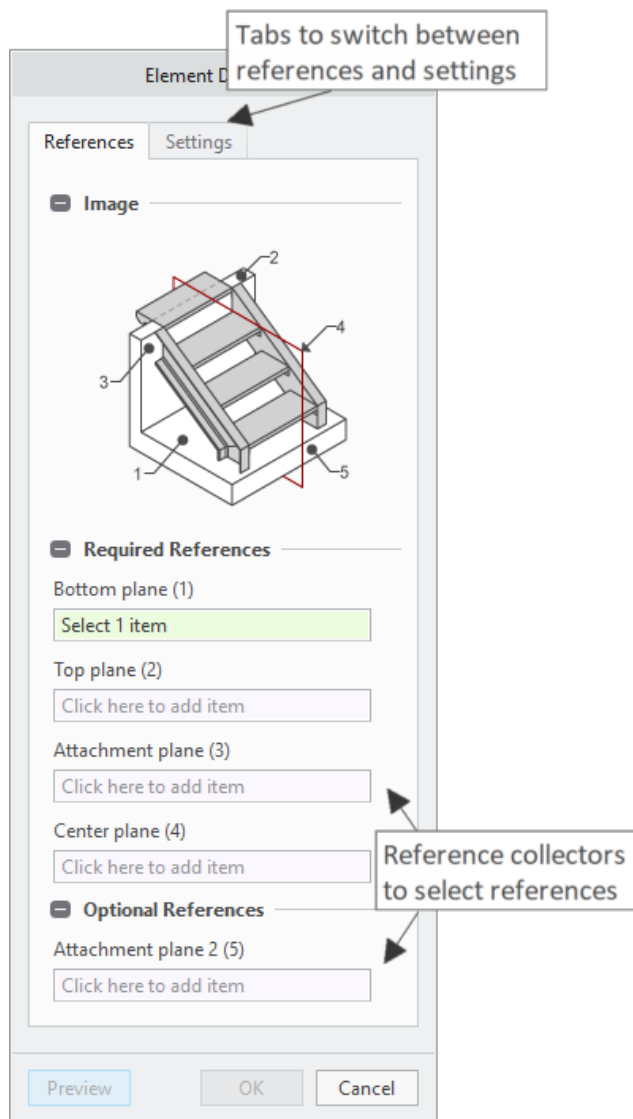 Tabs to switch between
references and settings
Element D
References
Settings
Image
2
4
3
1
5
Required References
Bottom plane (1)
Select 1 item
Top plane (2)
Click here to add item
Attachment plane (3)
Click here to add item
Center plane (4)
Click here to add item
Reference collectors
to select references
Optional References
Attachment plane 2 (5)
Click here to add item
Preview
OK
Cancel